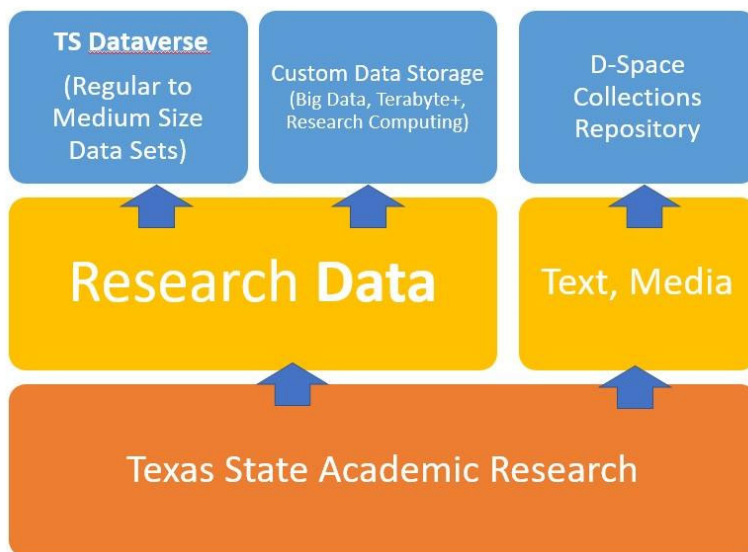 TS Dataverse
(Regular to
Medium Size
Data Sets)
Custom Data Storage
(Big Data, Terabyte+,
Research Computing)
D-Space
Collections
Repository
Research Data
Text, Media
Texas State Academic Research